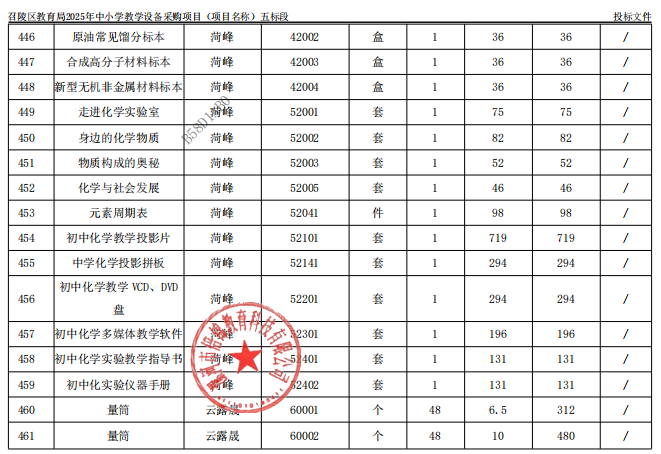 召陵区教育局2025年中小学教学设备采购项目（项目名称）五标段 投标文件
446 原油常见馏分标本 菏峰 42002 盒 1 36 36 /
447 合成高分子材料标本 菏峰 42003 盒 1 36 36 /
448 新型无机非金属材料标本 菏峰 42004 盒 1 36 36 /
449 走进化学实验室 菏峰 52001 套 1 75 75 /
450 身边的化学物质 菏峰 52002 套 1 82 82 /
451 物质构成的奥秘 菏峰 52003 套 1 52 52 /
452 化学与社会发展 菏峰 52005 套 1 46 46 /
453 元素周期表 菏峰 52041 件 1 98 98 /
454 初中化学教学投影片 菏峰 52101 套 1 719 719 /
455 中学化学投影拼板 菏峰 52141 套 1 294 294 /
456 初中化学教学 VCD、DVD 菏峰 52201 套 1 294 294 /
盘
457 初中化学多媒体教学软件 菏峰 52301 套 1 196 196 /
458 初中化学实验教学指导书 菏峰 52401 套 1 131 131 /
459 初中化实验仪器手册 菏峰 52402 套 1 131 131 /
460 量筒 云露晟 60001 个 48 6.5 312 /
461 量筒 云露晟 60002 个 48 10 480 /